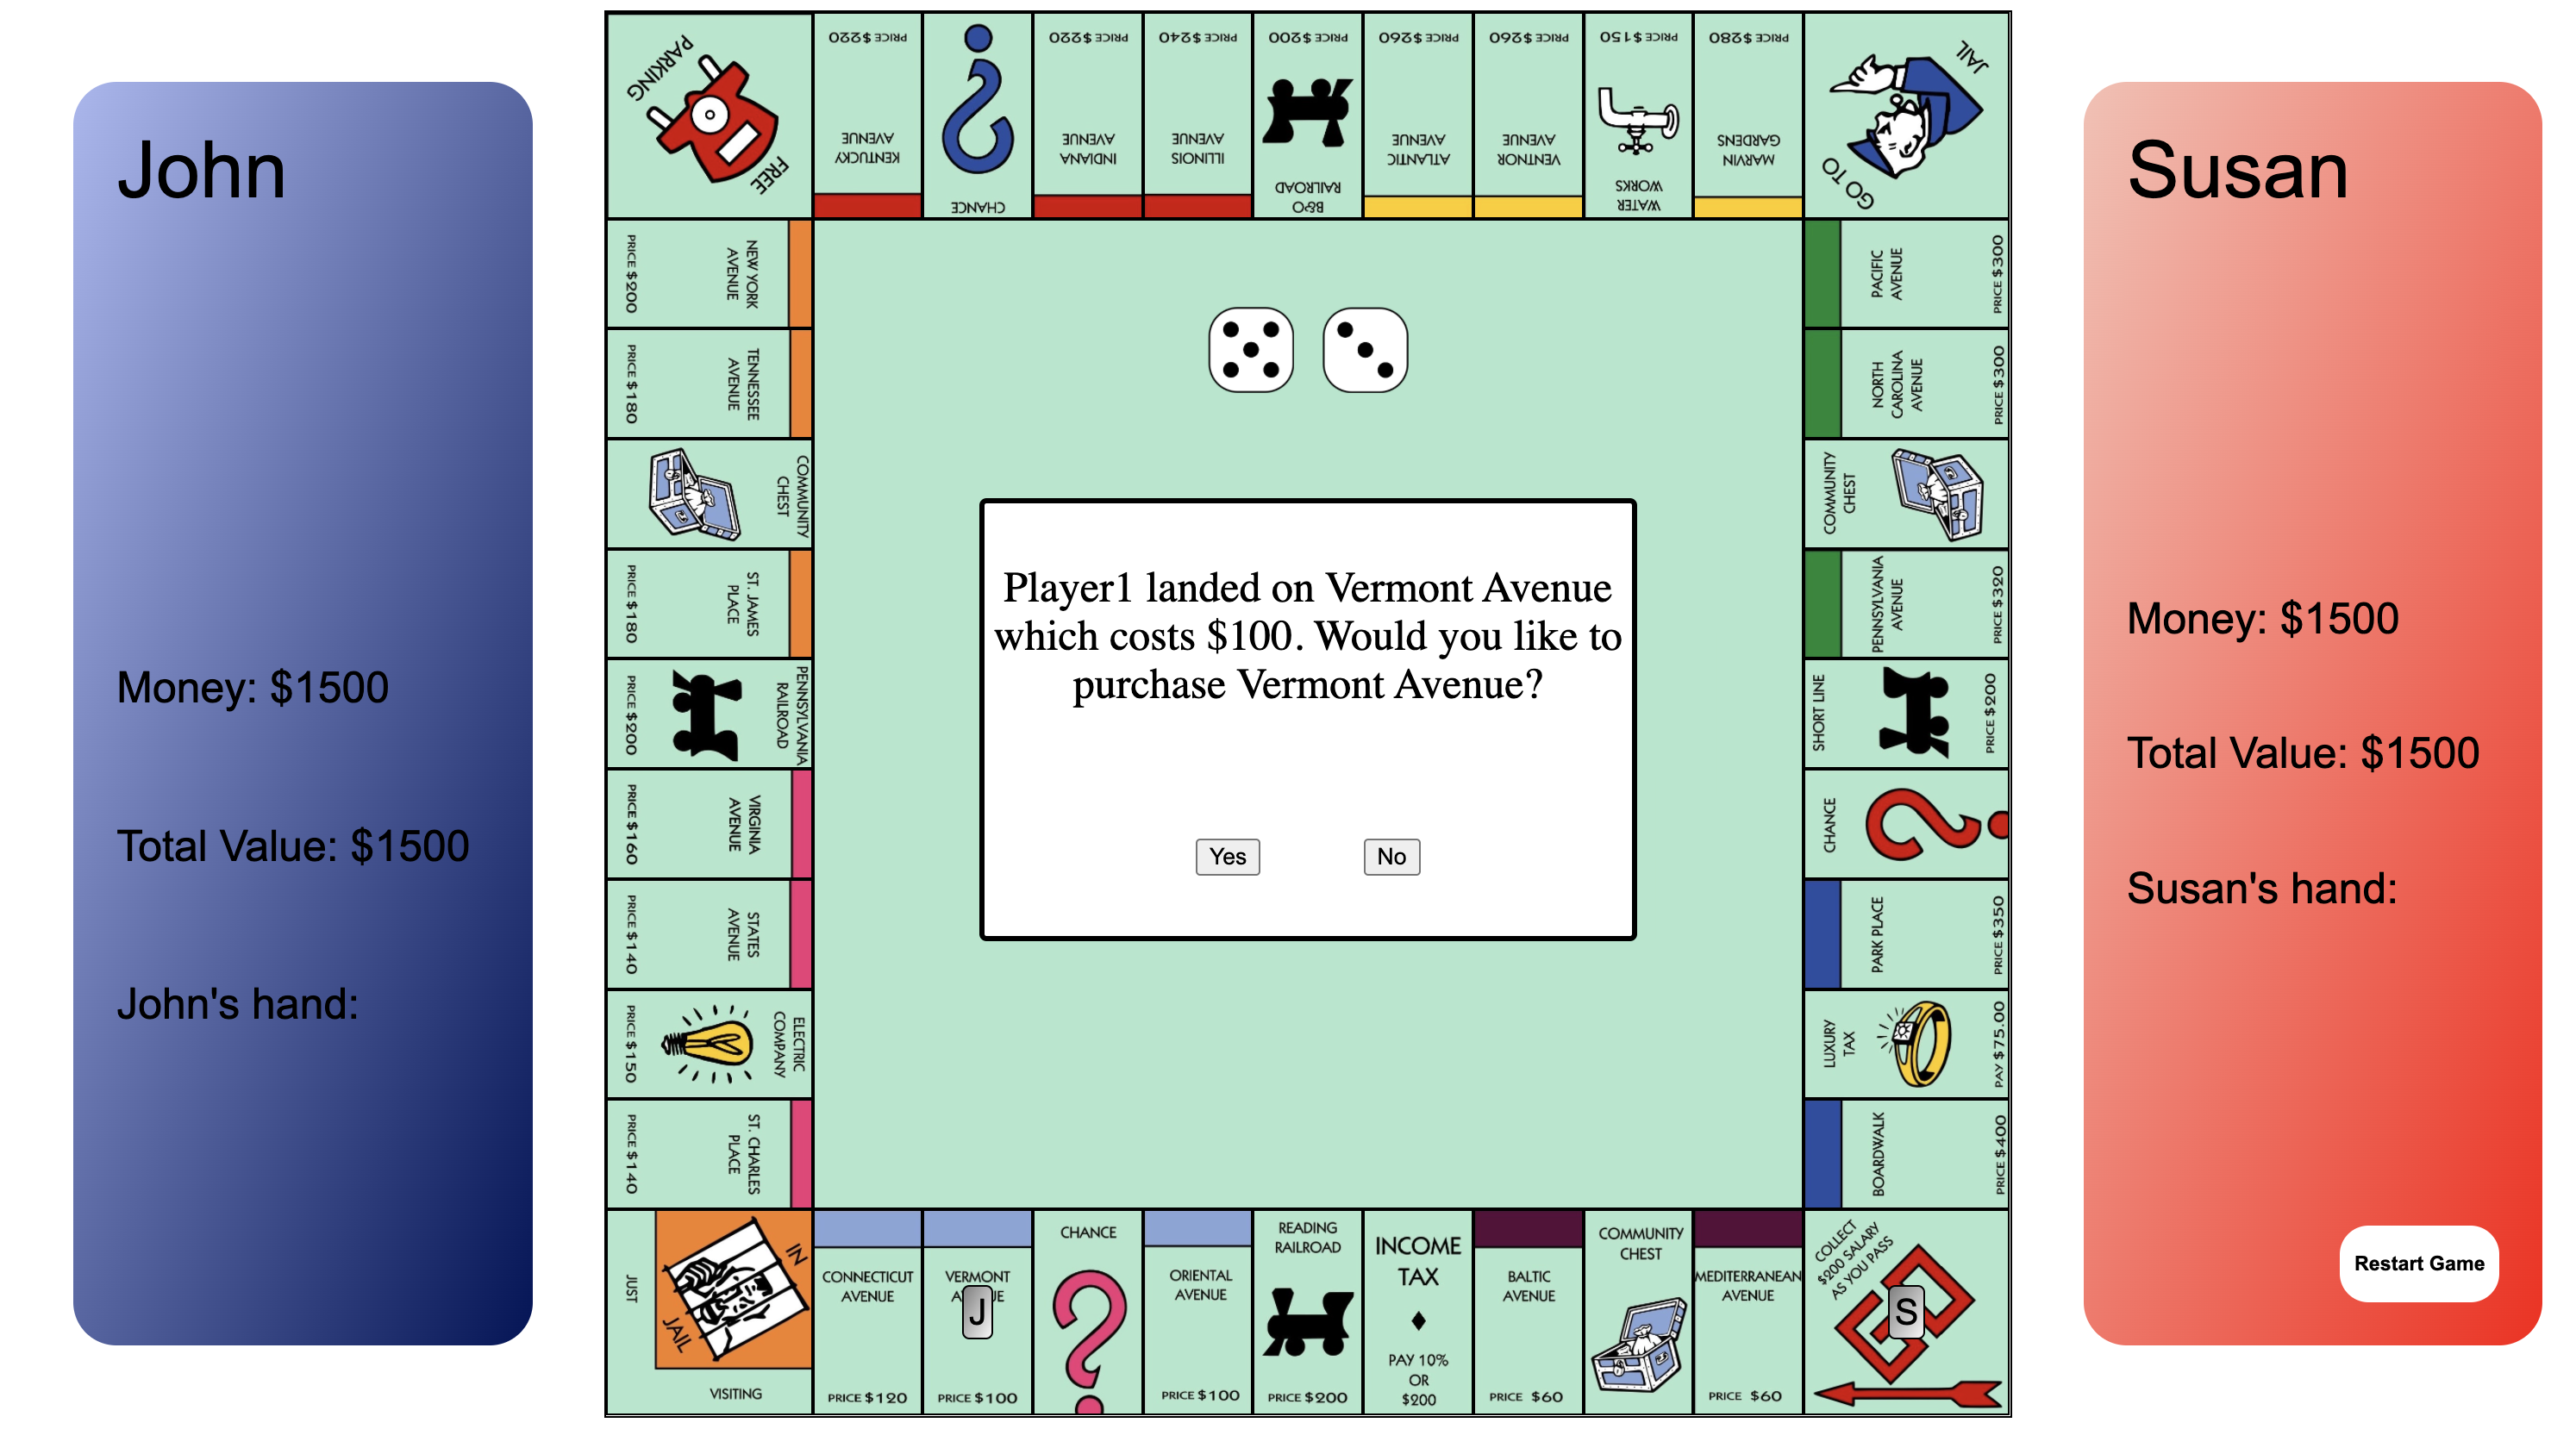 John
Money: $1500
Total Value: $1500
John's hand:
FREE
PARKING
KENTUCKY
AVENUE
PRICE $220
CHANCE
INDIANA
AVENUE
PRICE $220
ILLINOIS
AVENUE
PRICE $240
B&O
RAILROAD
PRICE $200
ATLANTIC
AVENUE
PRICE $260
VENTNOR
AVENUE
PRICE $260
WATER
WORKS
PRICE $150
MARVIN
GARDENS
PRICE $280
GO TO
JAIL
NEW YORK
AVENUE
PRICE $200
TENNESSEE
AVENUE
PRICE $180
COMMUNITY
CHEST
ST. JAMES
PLACE
PRICE $180
PENNSYLVANIA
RAILROAD
PRICE $200
VIRGINIA
AVENUE
PRICE $160
STATES
AVENUE
PRICE $140
ELECTRIC
COMPANY
PRICE $150
ST. CHARLES
PLACE
PRICE $140
Player1 landed on Vermont Avenue
which costs $100. Would you like to
purchase Vermont Avenue?
Yes
No
PACIFIC
AVENUE
PRICE $300
NORTH
CAROLINA
AVENUE
PRICE $300
COMMUNITY
CHEST
PENNSYLVANIA
AVENUE
PRICE $320
SHORT LINE
PRICE $200
CHANCE
PARK PLACE
PRICE $350
LUXURY
TAX
PAY $75.00
BOARDWALK
PRICE $400
JUST
VISITING
IN
JAIL
CONNECTICUT
AVENUE
PRICE $120
VERMONT
J
PRICE $100
CHANCE
ORIENTAL
AVENUE
PRICE $100
READING
RAILROAD
PRICE $200
INCOME
TAX
PAY 10%
OR
$200
BALTIC
AVENUE
PRICE $60
COMMUNITY
CHEST
MEDITERRANEAN
AVENUE
PRICE $60
COLLECT
$200 SALARY
AS YOU PASS
S
Susan
Money: $1500
Total Value: $1500
Susan's hand:
Restart Game